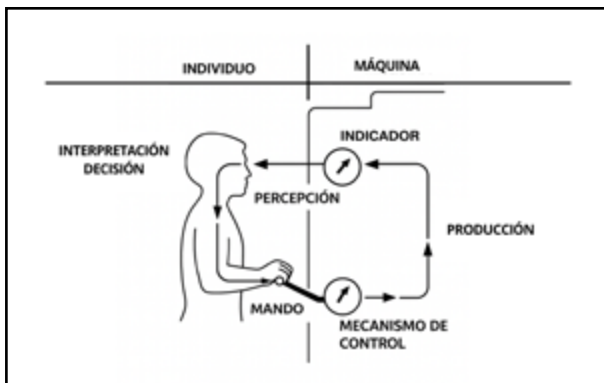 INDIVIDUO
MÁQUINA
INTERPRETACIÓN
DECISIÓN
INDICADOR
PERCEPCIÓN
PRODUCCIÓN
MANDO
MECANISMO DE
CONTROL